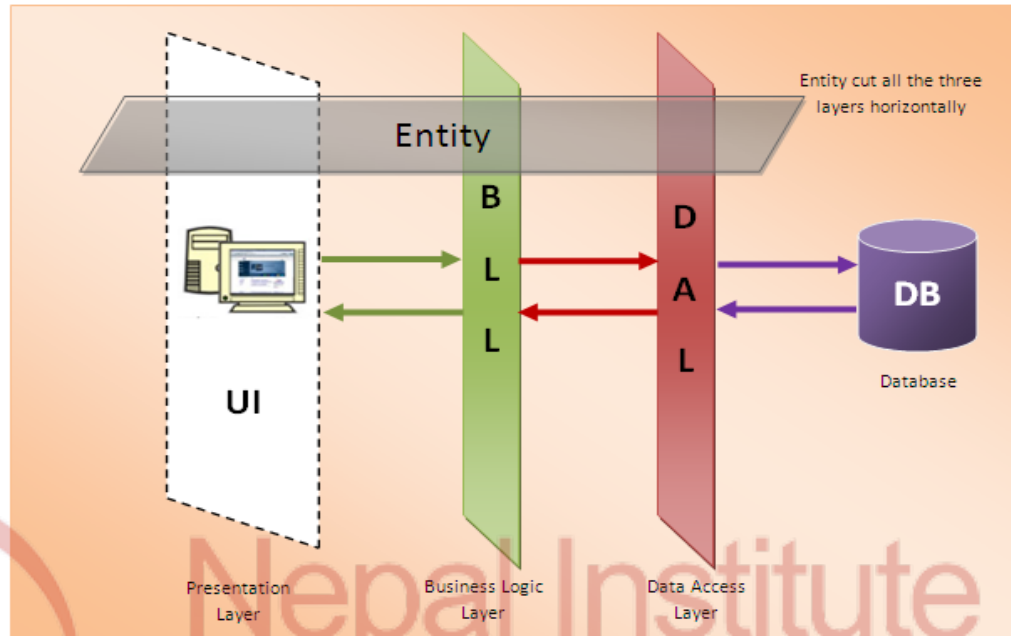 Entity cut all the three
layers horizontally
Entity
B
L
L
D
A
L
UI
DB
Database
Presentation
Layer
Business Logic
Layer
Data Access
Layer
Nepal Institute